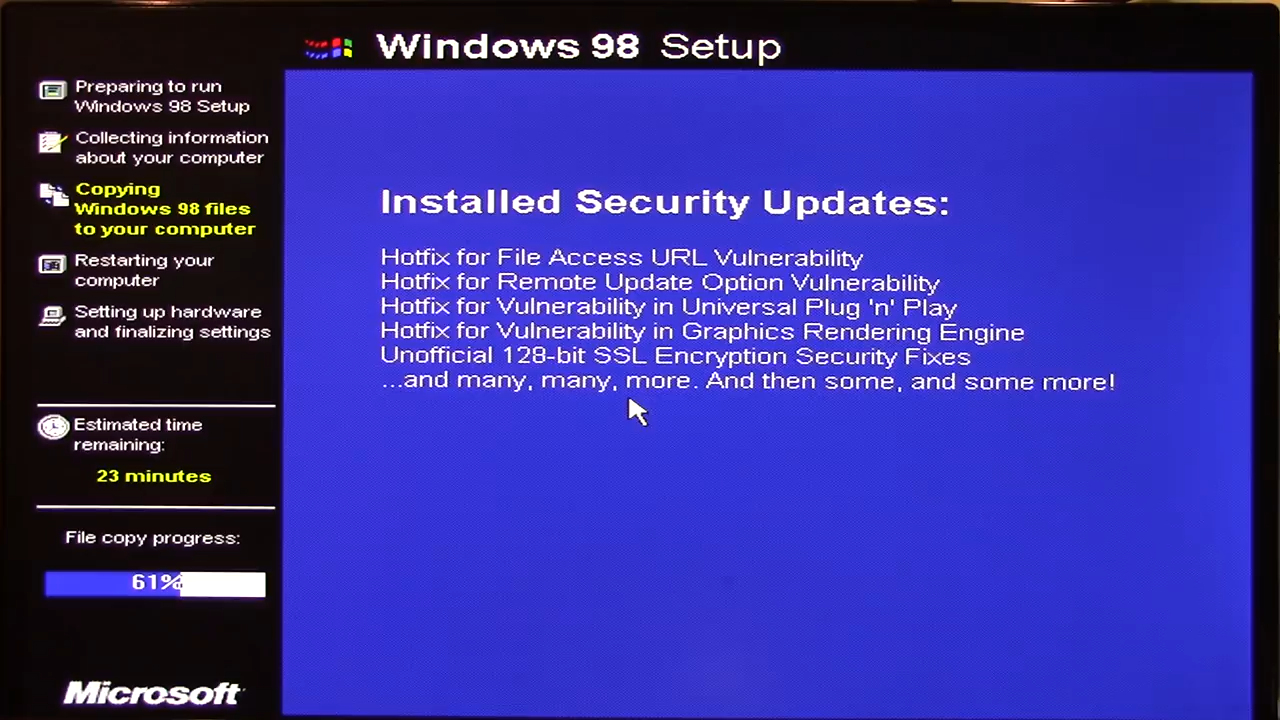 Windows 98 Setup
Preparing to run
Windows 98 Setup
Collecting information
about your computer
Copying
Windows 98 files
to your computer
Restarting your
computer
Setting up hardware
and finalizing settings
Estimated time
remaining:
23 minutes
File copy progress:
61%
Microsoft
Installed Security Updates:
Hotfix for File Access URL Vulnerability
Hotfix for Remote Update Option Vulnerability
Hotfix for Vulnerability in Universal Plug 'n' Play
Hotfix for Vulnerability in Graphics Rendering Engine
Unofficial 128-bit SSL Encryption Security Fixes
...and many, many, more. And then some, and some more!